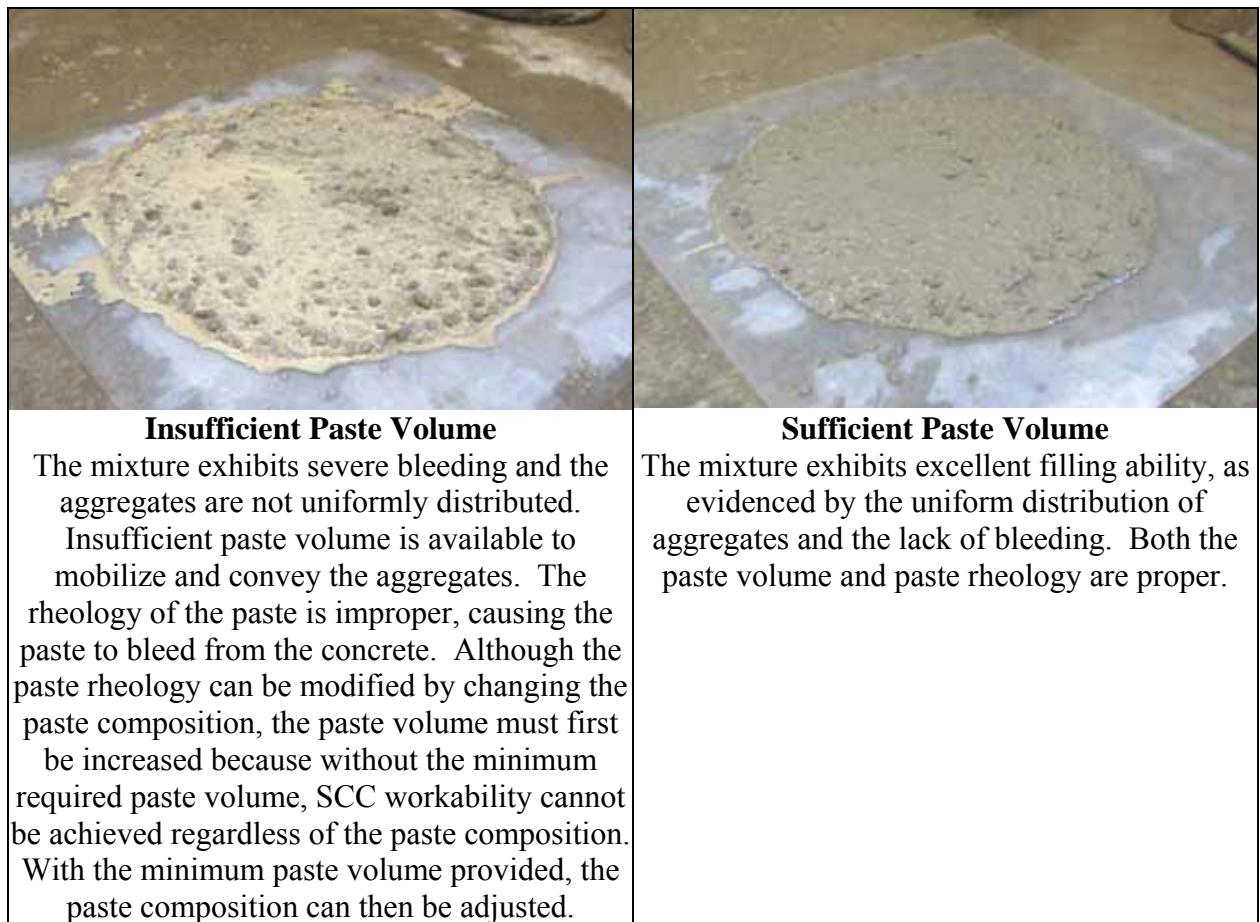 Insufficient Paste Volume
The mixture exhibits severe bleeding and the
aggregates are not uniformly distributed.
Insufficient paste volume is available to
mobilize and convey the aggregates.  The
rheology of the paste is improper, causing the
paste to bleed from the concrete.  Although the
paste rheology can be modified by changing the
paste composition, the paste volume must first
be increased because without the minimum
required paste volume, SCC workability cannot
be achieved regardless of the paste composition.
With the minimum paste volume provided, the
paste composition can then be adjusted.
Sufficient Paste Volume
The mixture exhibits excellent filling ability, as
evidenced by the uniform distribution of
aggregates and the lack of bleeding.  Both the
paste volume and paste rheology are proper.